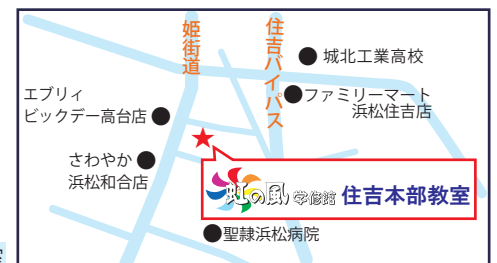 姫街道
住吉バイパス
城北工業高校
エブリィ
ビックデー高台店
ファミリーマート
浜松住吉店
さわやか
浜松和合店
虹の風 学修館 住吉本部教室
聖隷浜松病院